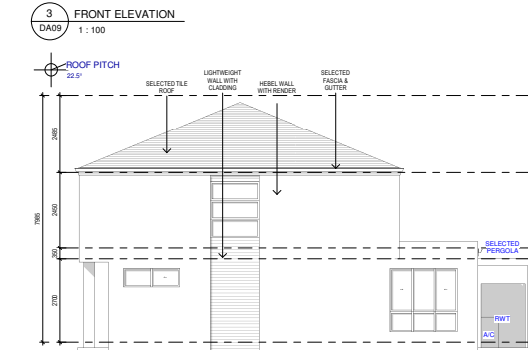 3
FRONT ELEVATION
DA09
1 : 100
ROOF PITCH
22.5°
SELECTED TILE
ROOF
LIGHTWEIGHT
WALL WITH
CLADDING
HEBEL WALL
WITH RENDER
SELECTED
FASCIA &
GUTTER
2485
7985
2450
350
2700
SELECTED
PERGOLA
RWT
A/C